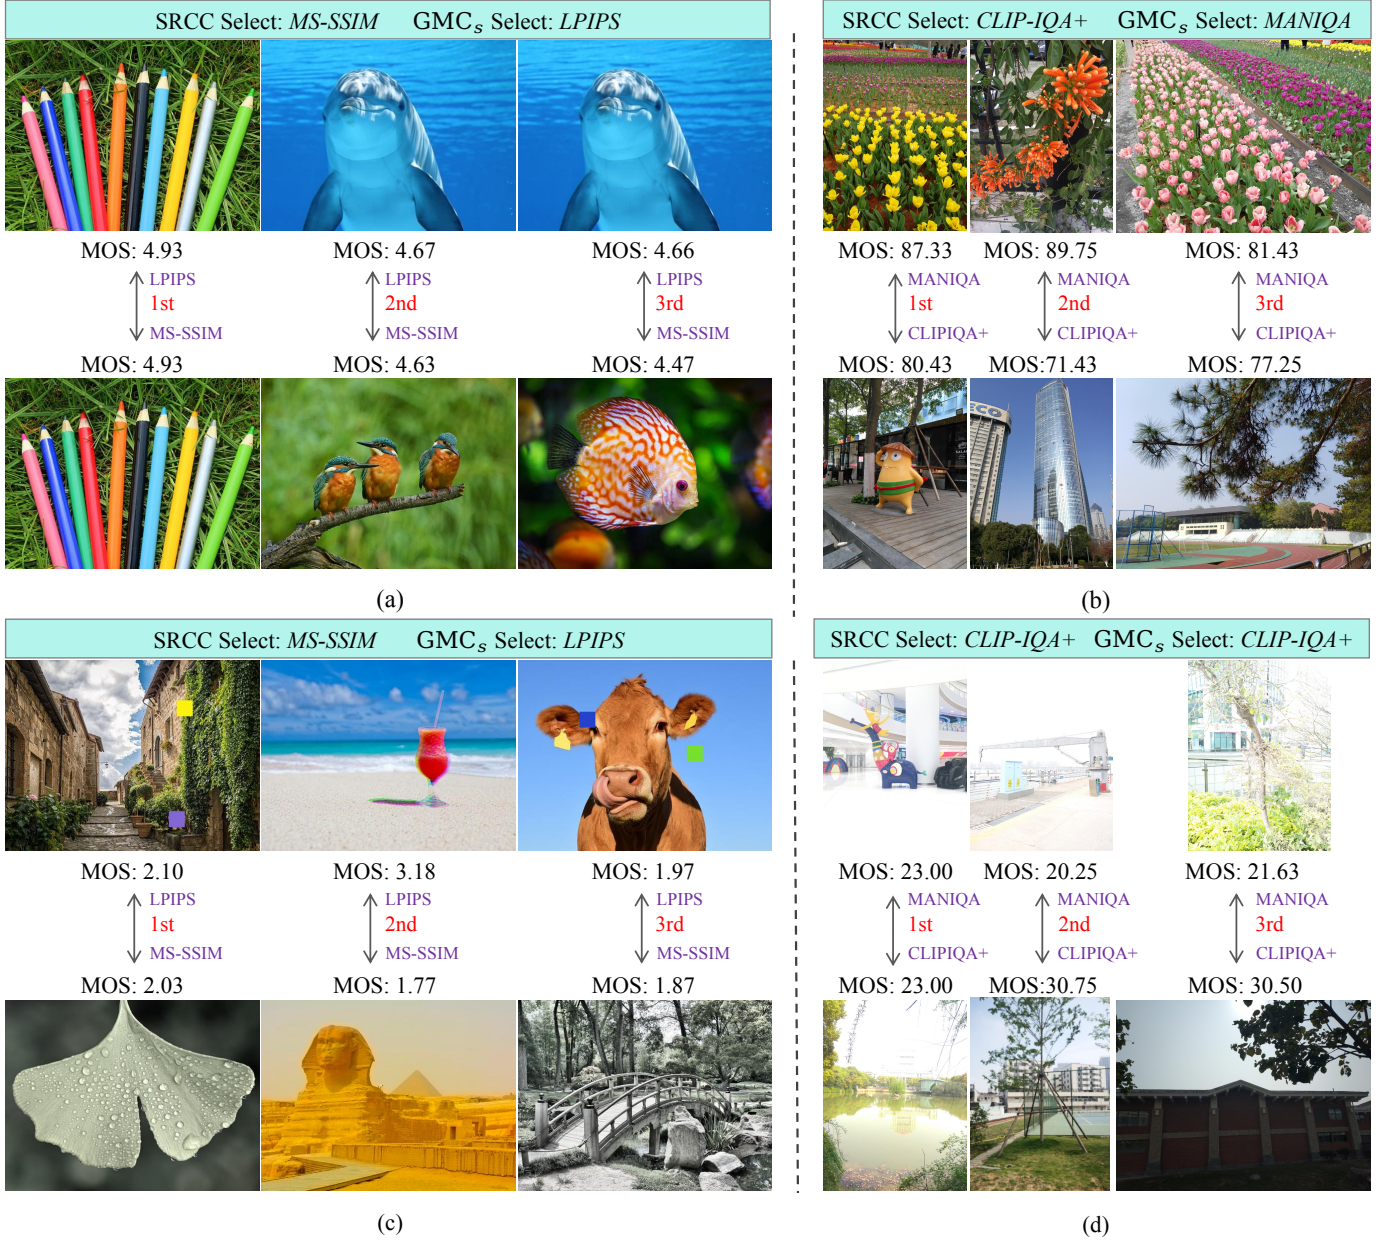 SRCC Select: MS-SSIM GMCs Select: LPIPS
MOS: 4.93 MOS: 4.67 MOS: 4.66
LPIPS LPIPS LPIPS
1st 2nd 3rd
MS-SSIM MS-SSIM MS-SSIM
MOS: 4.93 MOS: 4.63 MOS: 4.47
(a)
SRCC Select: CLIP-IQA+ GMCs Select: MANIQA
MOS: 87.33 MOS: 89.75 MOS: 81.43
MANIQA MANIQA MANIQA
1st 2nd 3rd
CLIPIQA+ CLIPIQA+ CLIPIQA+
MOS: 80.43 MOS:71.43 MOS: 77.25
(b)
SRCC Select: MS-SSIM GMCs Select: LPIPS
MOS: 2.10 MOS: 3.18 MOS: 1.97
LPIPS LPIPS LPIPS
1st 2nd 3rd
MS-SSIM MS-SSIM MS-SSIM
MOS: 2.03 MOS: 1.77 MOS: 1.87
(c)
SRCC Select: CLIP-IQA+ GMCs Select: CLIP-IQA+
MOS: 23.00 MOS: 20.25 MOS: 21.63
MANIQA MANIQA MANIQA
1st 2nd 3rd
CLIPIQA+ CLIPIQA+ CLIPIQA+
MOS: 23.00 MOS:30.75 MOS: 30.50
(d)